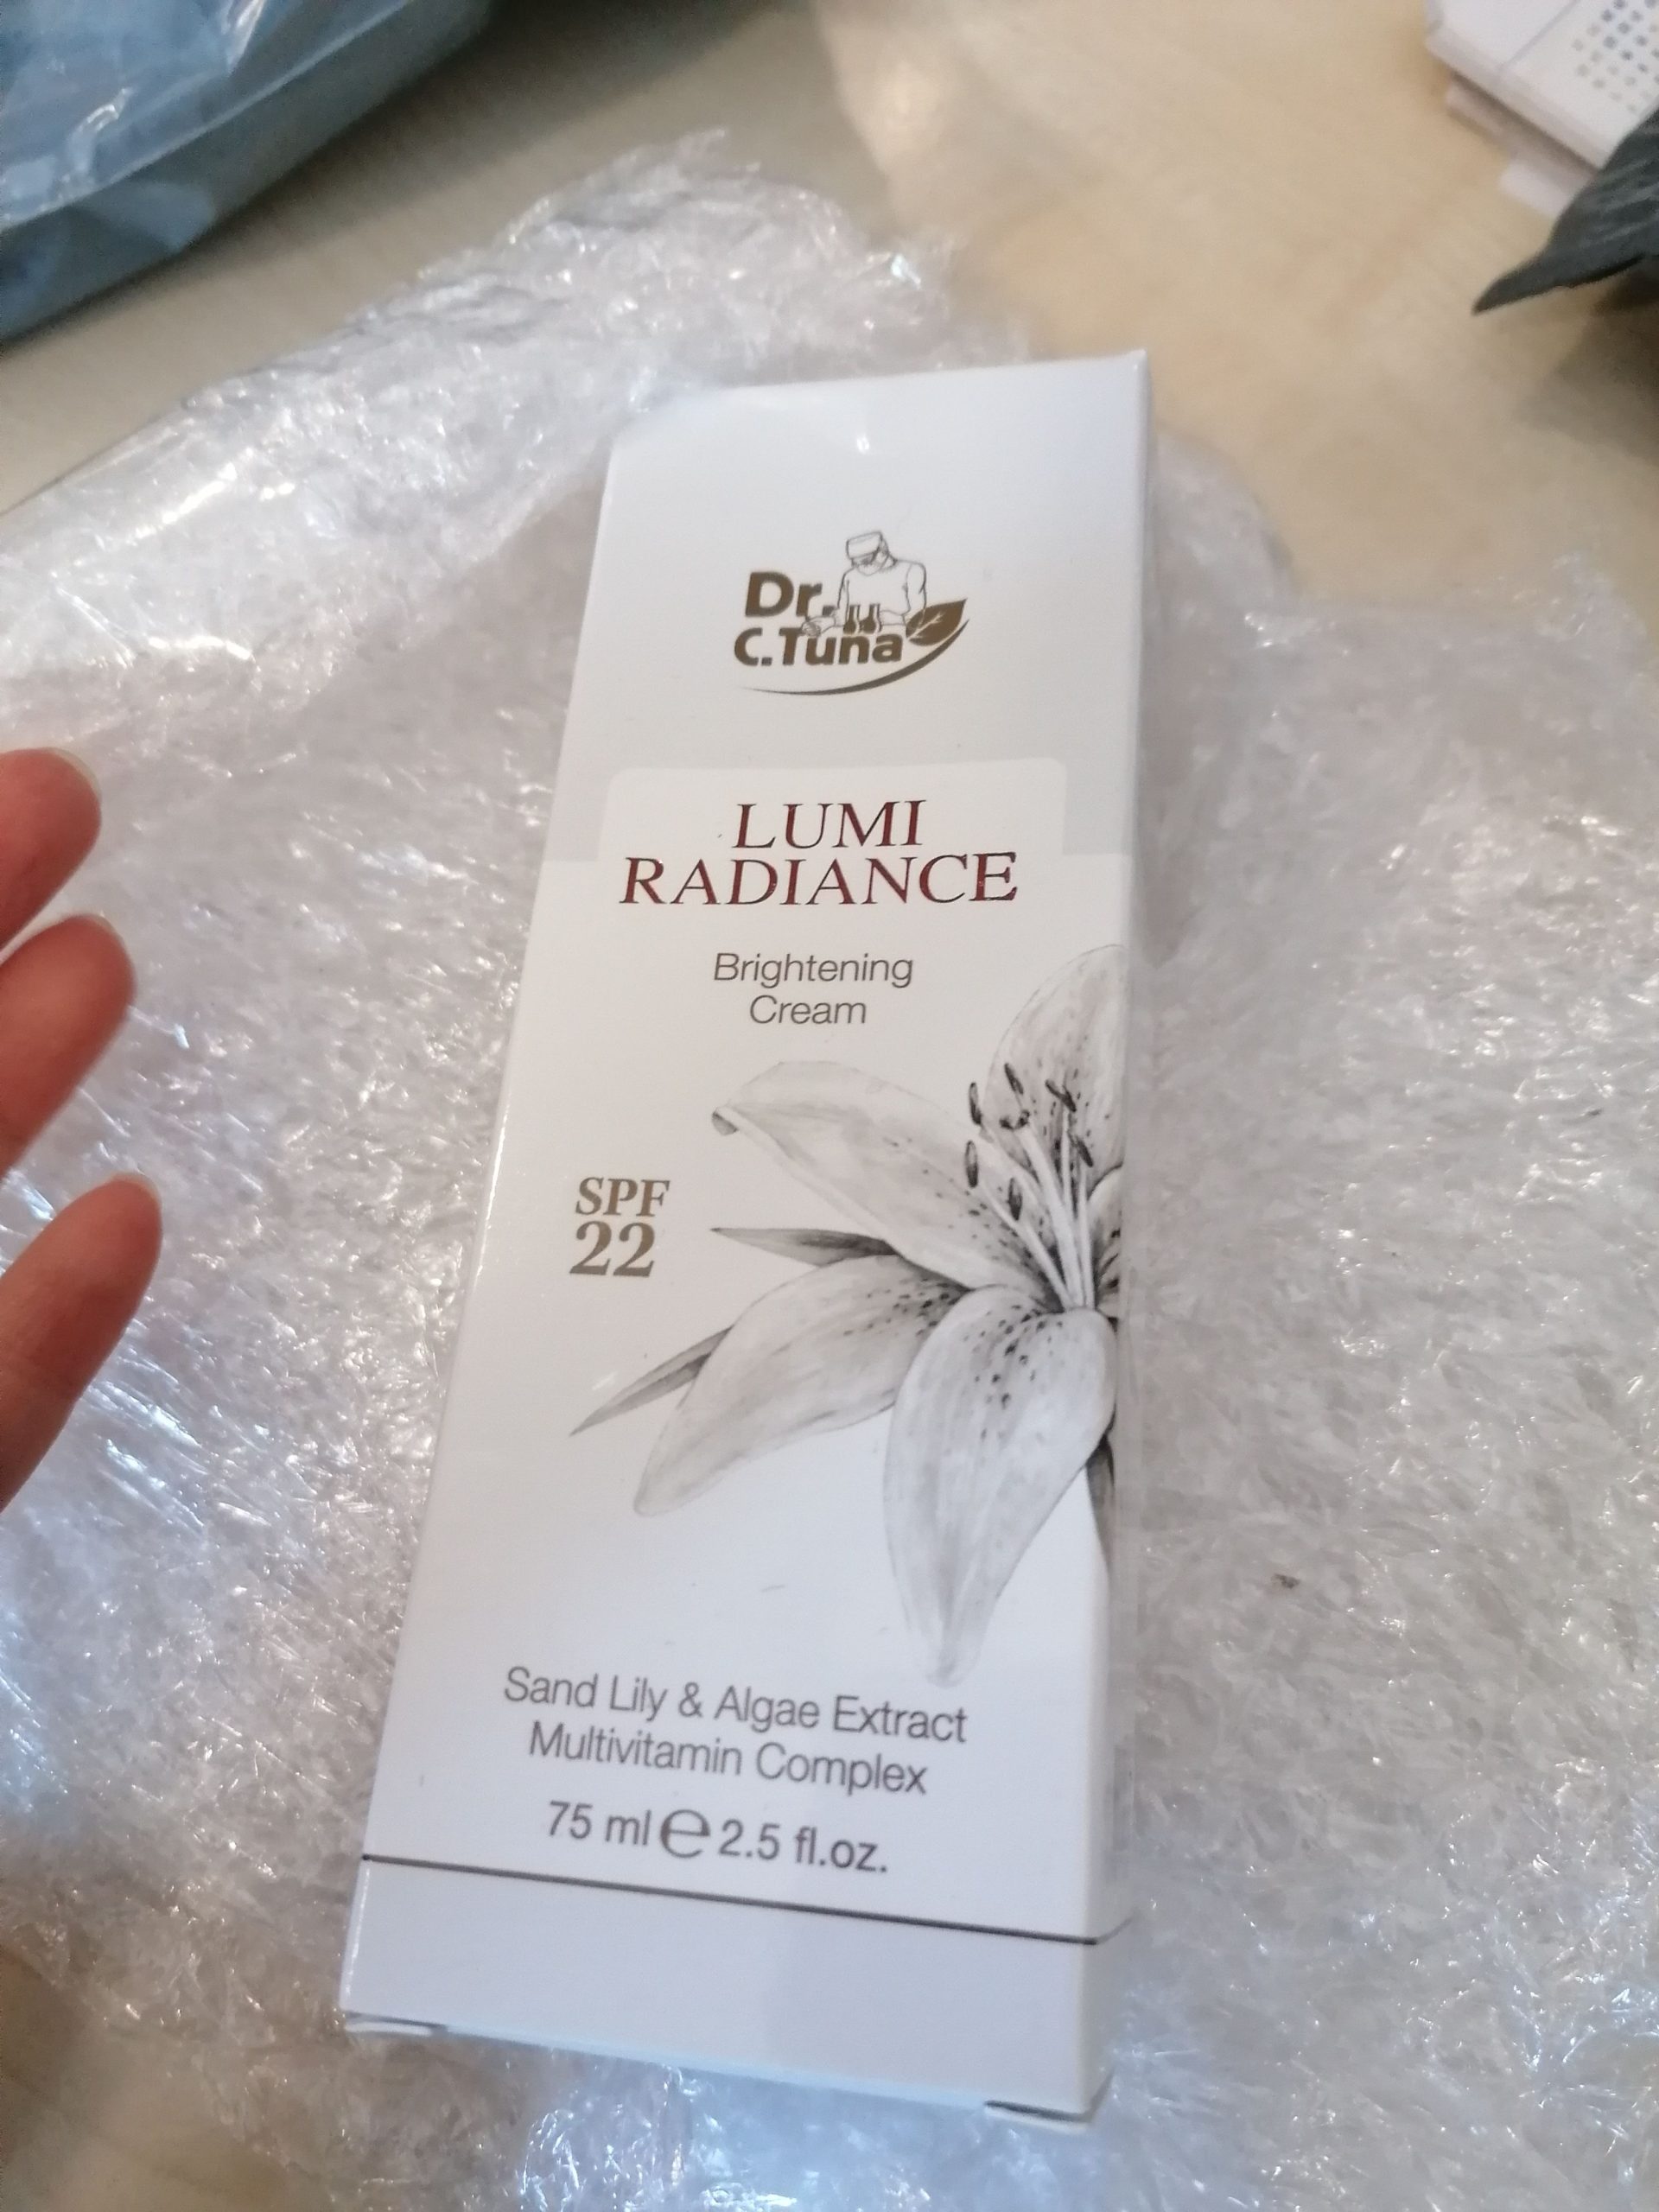 Dr.
C.Tuna
LUMI
RADIANCE
Brightening
Cream
SPF
22
Sand Lily & Algae Extract
Multivitamin Complex
75 ml ℮ 2.5 fl.oz.